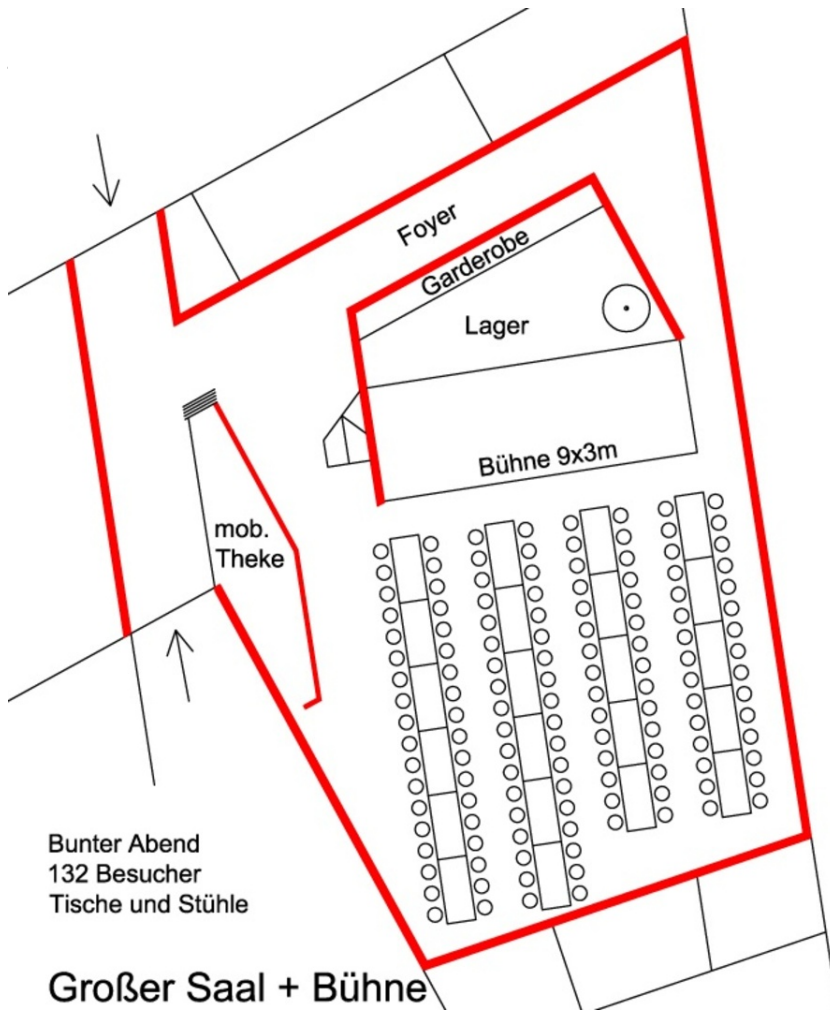 Foyer
Garderobe
Lager
Bühne 9x3m
mob.
Theke
Bunter Abend
132 Besucher
Tische und Stühle
Großer Saal + Bühne